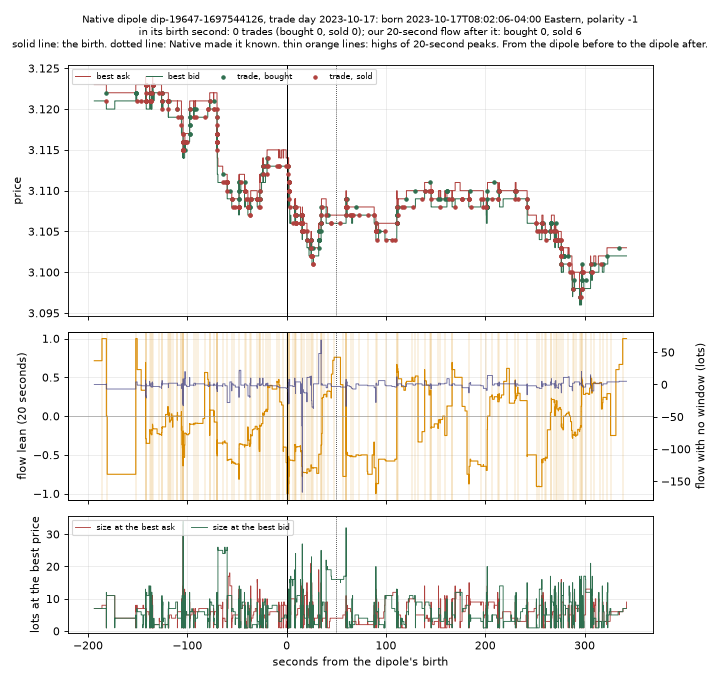 Native dipole dip-19647-1697544126, trade day 2023-10-17: born 2023-10-17T08:02:06-04:00 Eastern, polarity -1
in its birth second: 0 trades (bought 0, sold 0); our 20-second flow after it: bought 0, sold 6
solid line: the birth. dotted line: Native made it known. thin orange lines: highs of 20-second peaks. From the dipole before to the dipole after.
best ask
best bid
trade, bought
trade, sold
3.125
3.120
3.115
3.110
3.105
3.100
3.095
price
1.0
0.5
0.0
−0.5
−1.0
flow lean (20 seconds)
50
0
−50
−100
−150
flow with no window (lots)
size at the best ask
size at the best bid
30
20
10
0
lots at the best price
−200
−100
0
100
200
300
seconds from the dipole's birth